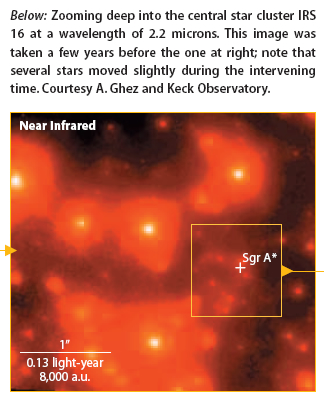 Below: Zooming deep into the central star cluster IRS
16 at a wavelength of 2.2 microns. This image was
taken a few years before the one at right; note that
several stars moved slightly during the intervening
time. Courtesy A. Ghez and Keck Observatory.
Near Infrared
Sgr A*
1"
0.13 light-year
8,000 a.u.